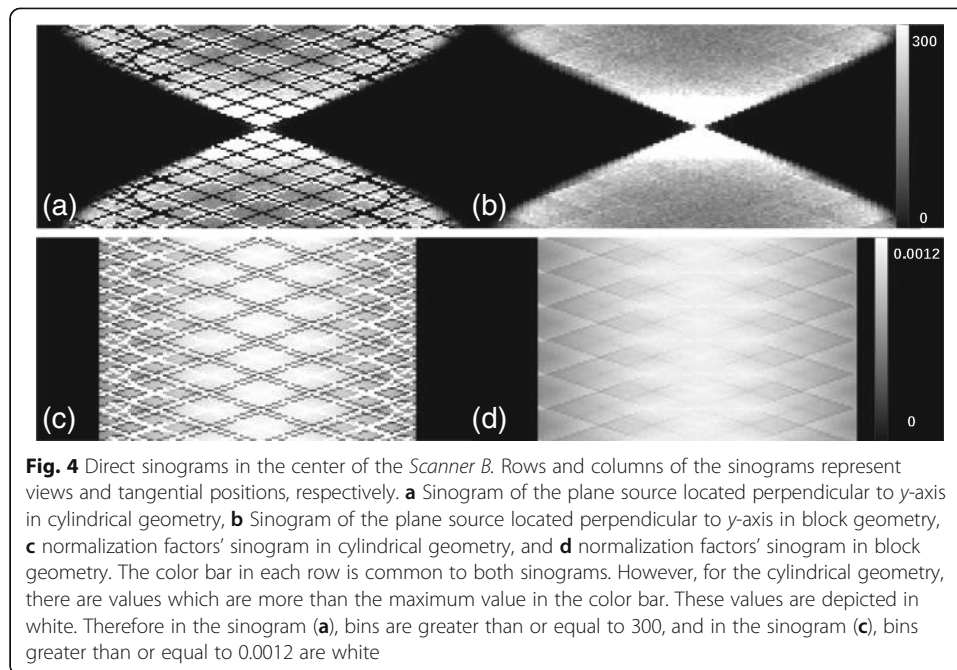 300
(a)
(b)
0
0.0012
(c)
(d)
0
Fig. 4 Direct sinograms in the center of the Scanner B. Rows and columns of the sinograms represent
views and tangential positions, respectively. a Sinogram of the plane source located perpendicular to y-axis
in cylindrical geometry, b Sinogram of the plane source located perpendicular to y-axis in block geometry,
c normalization factors’ sinogram in cylindrical geometry, and d normalization factors’ sinogram in block
geometry. The color bar in each row is common to both sinograms. However, for the cylindrical geometry,
there are values which are more than the maximum value in the color bar. These values are depicted in
white. Therefore in the sinogram (a), bins are greater than or equal to 300, and in the sinogram (c), bins
greater than or equal to 0.0012 are white